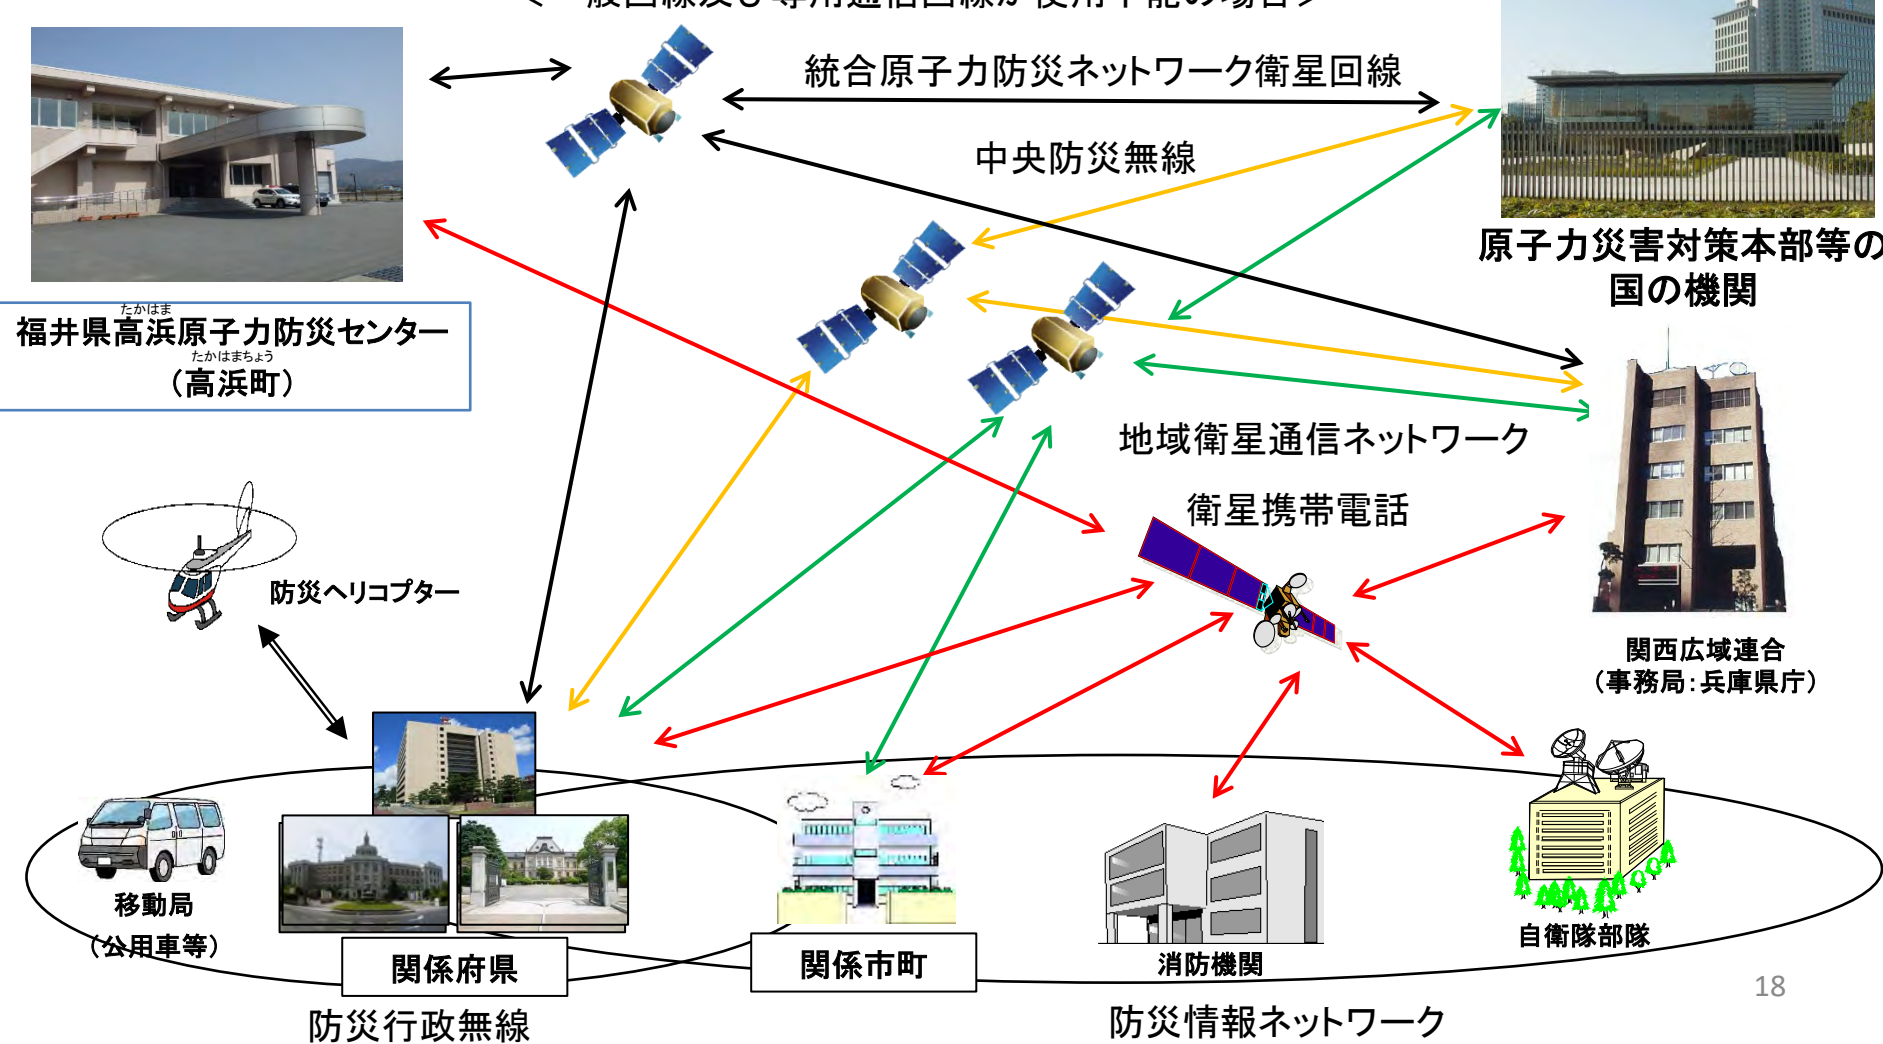 統合原子力防災ネットワーク衛星回線
中央防災無線
原子力災害対策本部等の
国の機関
たかはま
福井県高浜原子力防災センター
たかはまちょう
（高浜町）
地域衛星通信ネットワーク
衛星携帯電話
防災ヘリコプター
関西広域連合
（事務局：兵庫県庁）
移動局
（公用車等）
関係府県
関係市町
消防機関
自衛隊部隊
18
防災行政無線
防災情報ネットワーク